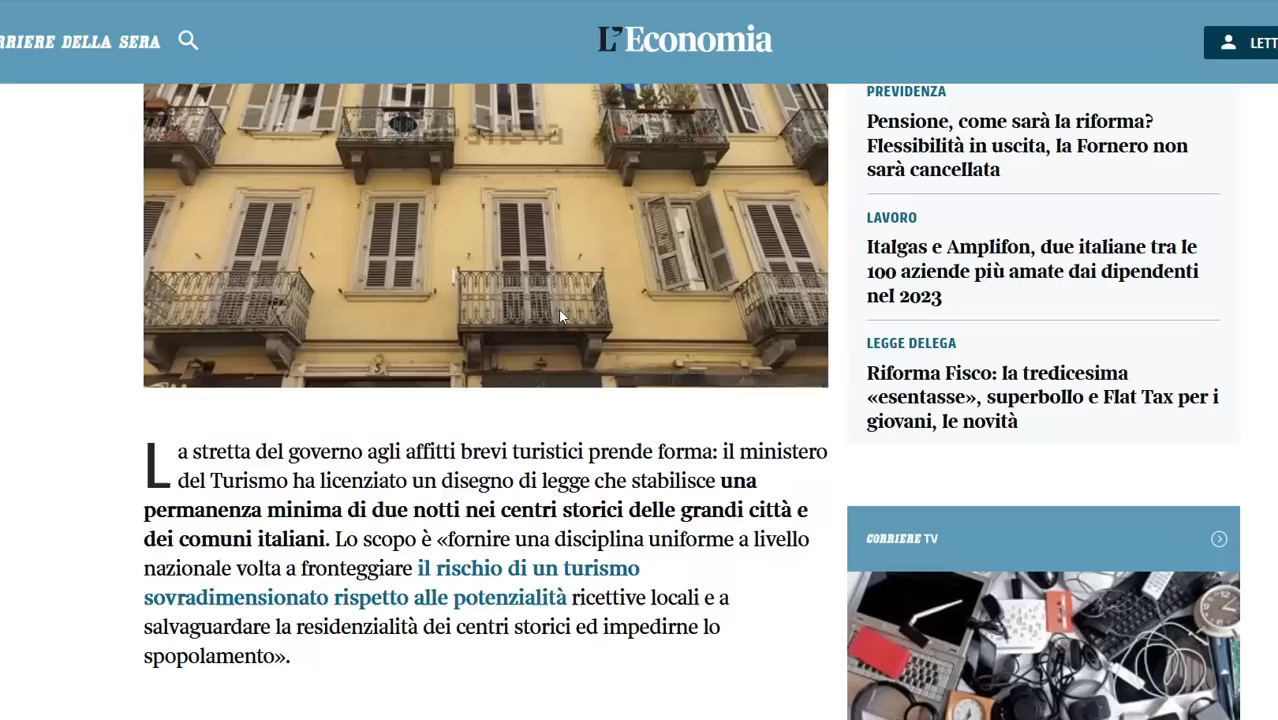 RRIERE DELLA SERA
L'Economia
LETT
PREVIDENZA
Pensione, come sarà la riforma?
Flessibilità in uscita, la Fornero non
sarà cancellata
LAVORO
Italgas e Amplifon, due italiane tra le
100 aziende più amate dai dipendenti
nel 2023
LEGGE DELEGA
Riforma Fisco: la tredicesima
«esentasse», superbollo e Flat Tax per i
giovani, le novità
La stretta del governo agli affitti brevi turistici prende forma: il ministero
del Turismo ha licenziato un disegno di legge che stabilisce una
permanenza minima di due notti nei centri storici delle grandi città e
dei comuni italiani. Lo scopo è «fornire una disciplina uniforme a livello
nazionale volta a fronteggiare il rischio di un turismo
sovradimensionato rispetto alle potenzialità ricettive locali e a
salvaguardare la residenzialità dei centri storici ed impedirne lo
spopolamento».
CORRIERE TV